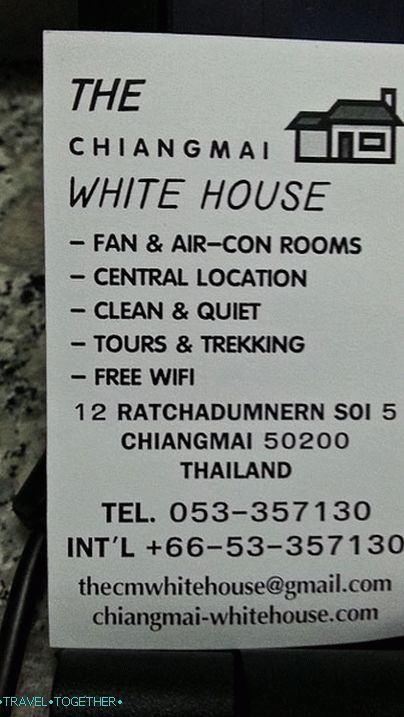 THE
CHIANGMAI
WHITE HOUSE
– FAN & AIR–CON ROOMS
– CENTRAL LOCATION
– CLEAN & QUIET
– TOURS & TREKKING
– FREE WIFI
12 RATCHADUMNERN SOI 5
CHIANGMAI 50200
THAILAND
TEL. 053–357130
INT'L +66–53–357130
thecmwhitehouse@gmail.com
chiangmai-whitehouse.com
•TRAVEL•TOGETHER•